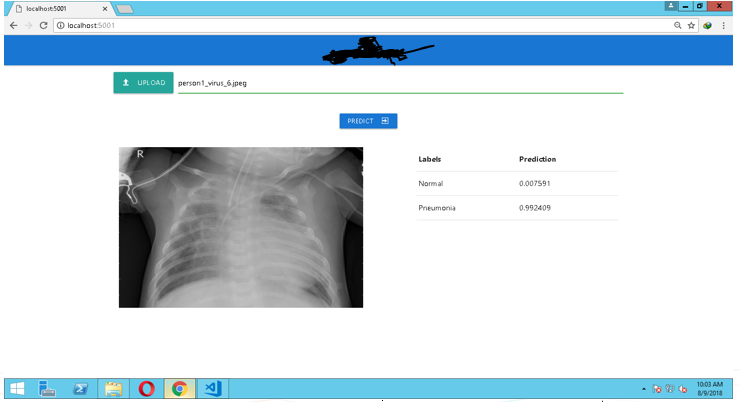 localhost:5001
localhost:5001
UPLOAD
person1_virus_6.jpeg
PREDICT
R
Labels Prediction
Normal 0.007591
Pneumonia 0.992409
10:03 AM
8/9/2018